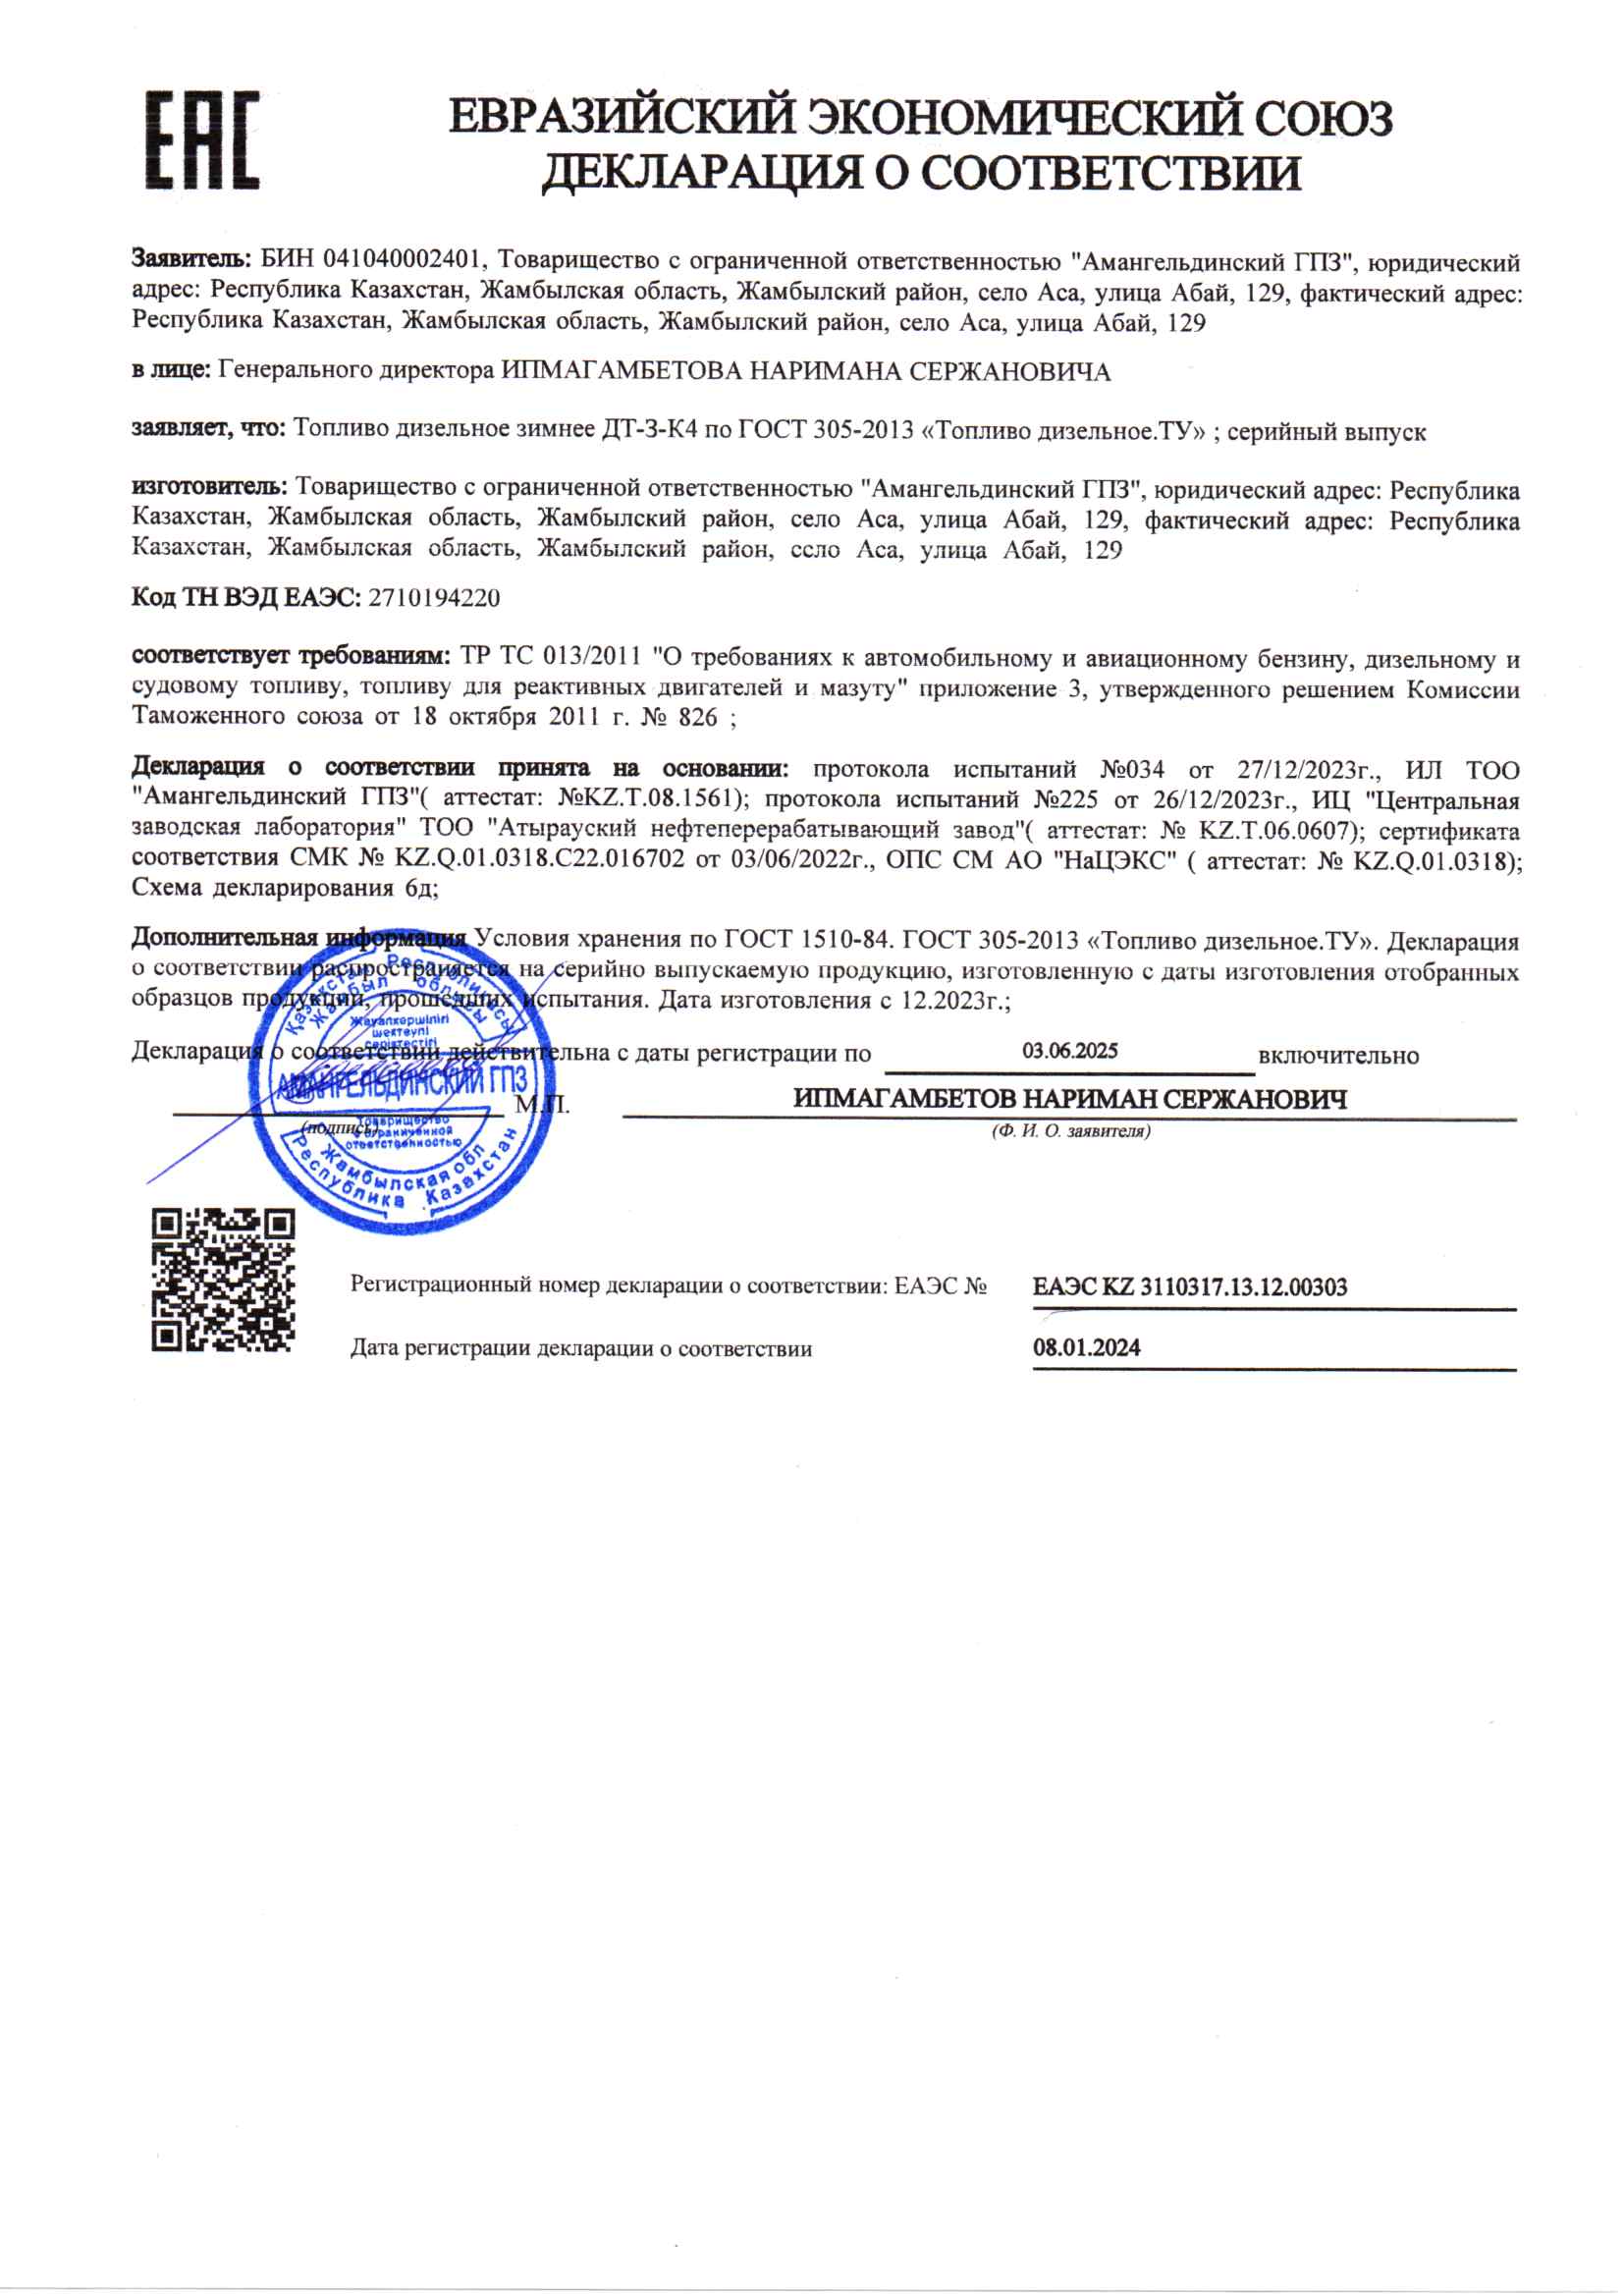 EAC
ЕВРАЗИЙСКИЙ ЭКОНОМИЧЕСКИЙ СОЮЗ
ДЕКЛАРАЦИЯ О СООТВЕТСТВИИ
Заявитель: БИН 041040002401, Товарищество с ограниченной ответственностью "Амангельдинский ГПЗ", юридический
адрес: Республика Казахстан, Жамбылская область, Жамбылский район, село Аса, улица Абай, 129, фактический адрес:
Республика Казахстан, Жамбылская область, Жамбылский район, село Аса, улица Абай, 129
в лице: Генерального директора ИПМАГАМБЕТОВА НАРИМАНА СЕРЖАНОВИЧА
заявляет, что: Топливо дизельное зимнее ДТ-З-К4 по ГОСТ 305-2013 «Топливо дизельное.ТУ» ; серийный выпуск
изготовитель: Товарищество с ограниченной ответственностью "Амангельдинский ГПЗ", юридический адрес: Республика
Казахстан, Жамбылская область, Жамбылский район, село Аса, улица Абай, 129, фактический адрес: Республика
Казахстан, Жамбылская область, Жамбылский район, село Аса, улица Абай, 129
Код ТН ВЭД ЕАЭС: 2710194220
соответствует требованиям: ТР ТС 013/2011 "О требованиях к автомобильному и авиационному бензину, дизельному и
судовому топливу, топливу для реактивных двигателей и мазуту" приложение 3, утвержденного решением Комиссии
Таможенного союза от 18 октября 2011 г. № 826 ;
Декларация о соответствии принята на основании: протокола испытаний №034 от 27/12/2023г., ИЛ ТОО
"Амангельдинский ГПЗ"( аттестат: №KZ.T.08.1561); протокола испытаний №225 от 26/12/2023г., ИЦ "Центральная
заводская лаборатория" ТОО "Атырауский нефтеперерабатывающий завод"( аттестат: № KZ.T.06.0607); сертификата
соответствия СМК № KZ.Q.01.0318.C22.016702 от 03/06/2022г., ОПС СМ АО "НаЦЭКС" ( аттестат: № KZ.Q.01.0318);
Схема декларирования 6д;
Дополнительная информация Условия хранения по ГОСТ 1510-84. ГОСТ 305-2013 «Топливо дизельное.ТУ». Декларация
о соответствии распространяется на серийно выпускаемую продукцию, изготовленную с даты изготовления отобранных
образцов продукции, прошедших испытания. Дата изготовления с 12.2023г.;
Декларация о соответствии действительна с даты регистрации по 03.06.2025 включительно
М.П. ИПМАГАМБЕТОВ НАРИМАН СЕРЖАНОВИЧ
(подпись) (Ф. И. О. заявителя)
Қазақстан Республикасы
Жамбыл облысы
Жауапкершілігі
шектеулі
серіктестігі
АМАНГЕЛЬДИНСКИЙ ГПЗ
Товарищество
с ограниченной
ответственностью
Жамбылская обл
Республика Казахстан
Регистрационный номер декларации о соответствии: ЕАЭС № ЕАЭС KZ 3110317.13.12.00303
Дата регистрации декларации о соответствии 08.01.2024